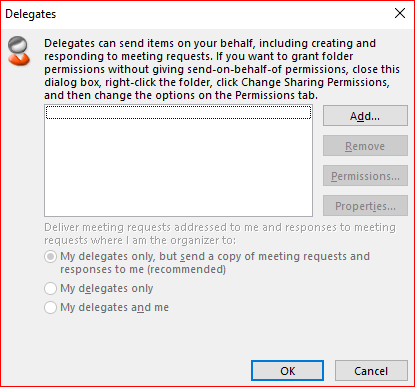 Delegates
Delegates can send items on your behalf, including creating and
responding to meeting requests. If you want to grant folder
permissions without giving send-on-behalf-of permissions, close this
dialog box, right-click the folder, click Change Sharing Permissions,
and then change the options on the Permissions tab.
Add...
Remove
Permissions...
Properties...
Deliver meeting requests addressed to me and responses to meeting
requests where I am the organizer to:
My delegates only, but send a copy of meeting requests and
responses to me (recommended)
My delegates only
My delegates and me
OK
Cancel